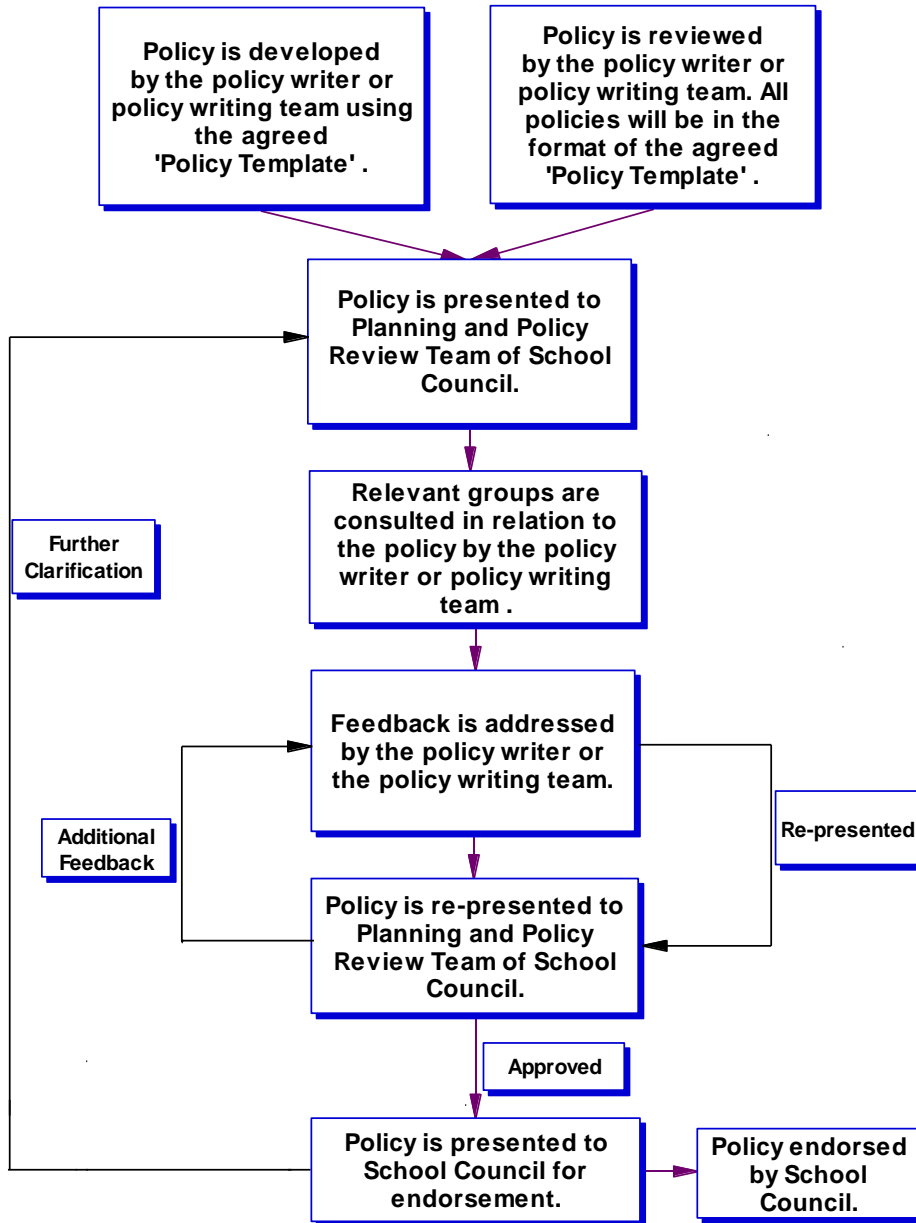 Policy is developed
by the policy writer or
policy writing team using
the agreed
'Policy Template' .
Policy is reviewed
by the policy writer or
policy writing team. All
policies will be in the
format of the agreed
'Policy Template' .
Policy is presented to
Planning and Policy
Review Team of School
Council.
Relevant groups are
consulted in relation to
the policy by the policy
writer or policy writing
team .
Further
Clarification
Feedback is addressed
by the policy writer or
the policy writing team.
Additional
Feedback
Re-presented
Policy is re-presented to
Planning and Policy
Review Team of School
Council.
Approved
Policy is presented to
School Council for
endorsement.
Policy endorsed
by School
Council.